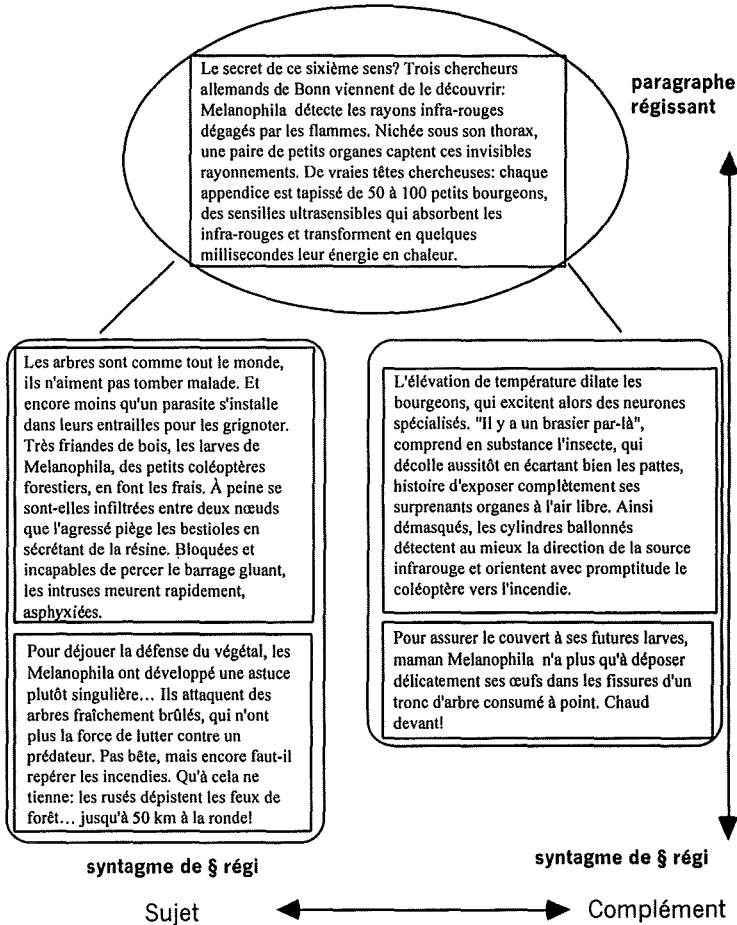 Le secret de ce sixième sens? Trois chercheurs
allemands de Bonn viennent de le découvrir:
Melanophila détecte les rayons infra-rouges
dégagés par les flammes. Nichée sous son thorax,
une paire de petits organes captent ces invisibles
rayonnements. De vraies têtes chercheuses: chaque
appendice est tapissé de 50 à 100 petits bourgeons,
des sensilles ultrasensibles qui absorbent les
infra-rouges et transforment en quelques
millisecondes leur énergie en chaleur.
paragraphe
régissant
Les arbres sont comme tout le monde,
ils n'aiment pas tomber malade. Et
encore moins qu'un parasite s'installe
dans leurs entrailles pour les grignoter.
Très friandes de bois, les larves de
Melanophila, des petits coléoptères
forestiers, en font les frais. À peine se
sont-elles infiltrées entre deux nœuds
que l'agressé piège les bestioles en
sécrétant de la résine. Bloquées et
incapables de percer le barrage gluant,
les intruses meurent rapidement,
asphyxiées.
Pour déjouer la défense du végétal, les
Melanophila ont développé une astuce
plutôt singulière... Ils attaquent des
arbres fraîchement brûlés, qui n'ont
plus la force de lutter contre un
prédateur. Pas bête, mais encore faut-il
repérer les incendies. Qu'à cela ne
tienne: les rusés dépistent les feux de
forêt... jusqu'à 50 km à la ronde!
syntagme de § régi
L'élévation de température dilate les
bourgeons, qui excitent alors des neurones
spécialisés. "Il y a un brasier par-là",
comprend en substance l'insecte, qui
décolle aussitôt en écartant bien les pattes,
histoire d'exposer complètement ses
surprenants organes à l'air libre. Ainsi
démasqués, les cylindres ballonnés
détectent au mieux la direction de la source
infrarouge et orientent avec promptitude le
coléoptère vers l'incendie.
Pour assurer le couvert à ses futures larves,
maman Melanophila n'a plus qu'à déposer
délicatement ses œufs dans les fissures d'un
tronc d'arbre consumé à point. Chaud
devant!
syntagme de § régi
Sujet
Complément